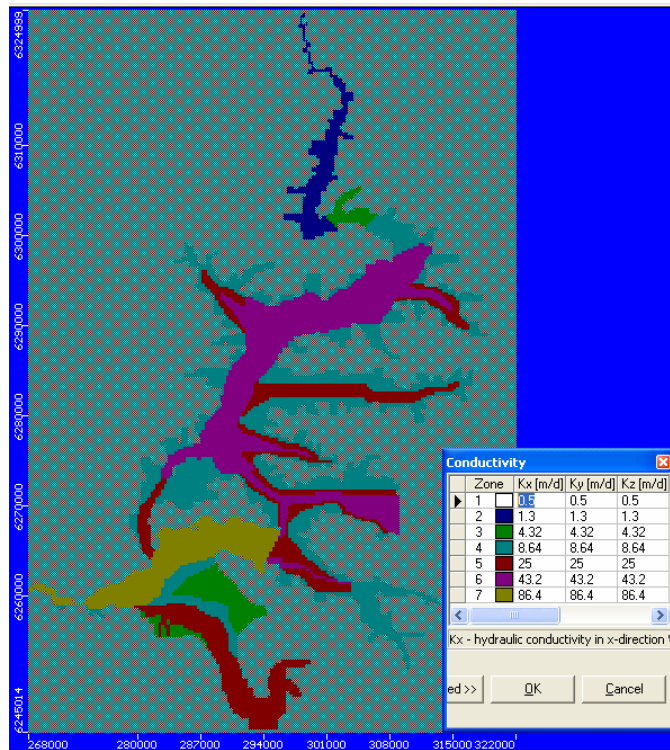 6324999
6310000
6300000
6290000
6280000
6270000
6260000
6245014
268000 280000 287000 294000 301000 308000 315000 322000
Conductivity
Zone Kx [m/d] Ky [m/d] Kz [m/d]
1 0.5 0.5 0.5
2 1.3 1.3 1.3
3 4.32 4.32 4.32
4 8.64 8.64 8.64
5 25 25 25
6 43.2 43.2 43.2
7 86.4 86.4 86.4
Kx - hydraulic conductivity in x-direction
ed >> OK Cancel